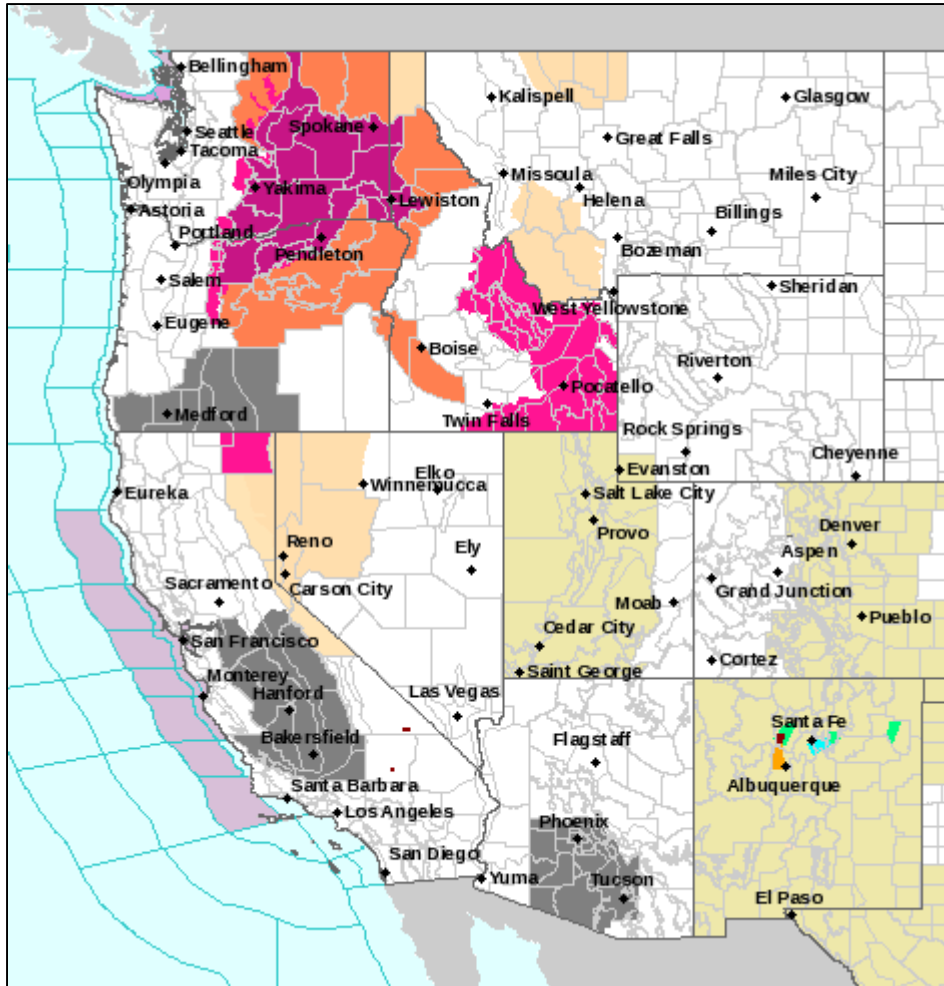 Bellingham
Kalispell
Glasgow
Spokane
Seattle
Great Falls
Tacoma
Olympia
Missoula
Miles City
Yakima
Helena
Astoria
Lewiston
Billings
Portland
Bozeman
Pendleton
Salem
Sheridan
West Yellowstone
Eugene
Boise
Riverton
Pocatello
Medford
Twin Falls
Rock Springs
Cheyenne
Elko
Evanston
Winnemucca
Eureka
Salt Lake City
Provo
Denver
Reno
Aspen
Ely
Sacramento
Carson City
Grand Junction
Moab
Pueblo
Cedar City
San Francisco
Cortez
Saint George
Monterey
Las Vegas
Hanford
Santa Fe
Flagstaff
Bakersfield
Albuquerque
Santa Barbara
Los Angeles
Phoenix
San Diego
Yuma
Tucson
El Paso